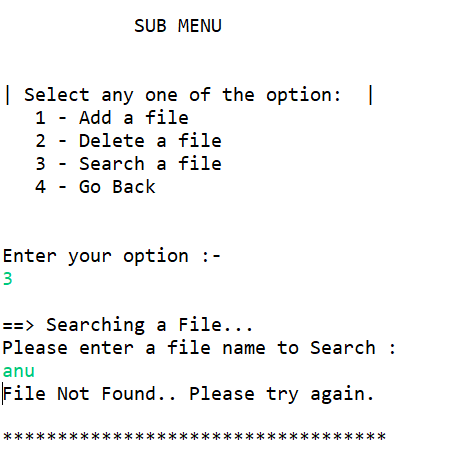 SUB MENU
| Select any one of the option:  |
1 - Add a file
2 - Delete a file
3 - Search a file
4 - Go Back
Enter your option :-
3
==> Searching a File...
Please enter a file name to Search :
anu
File Not Found.. Please try again.
***********************************